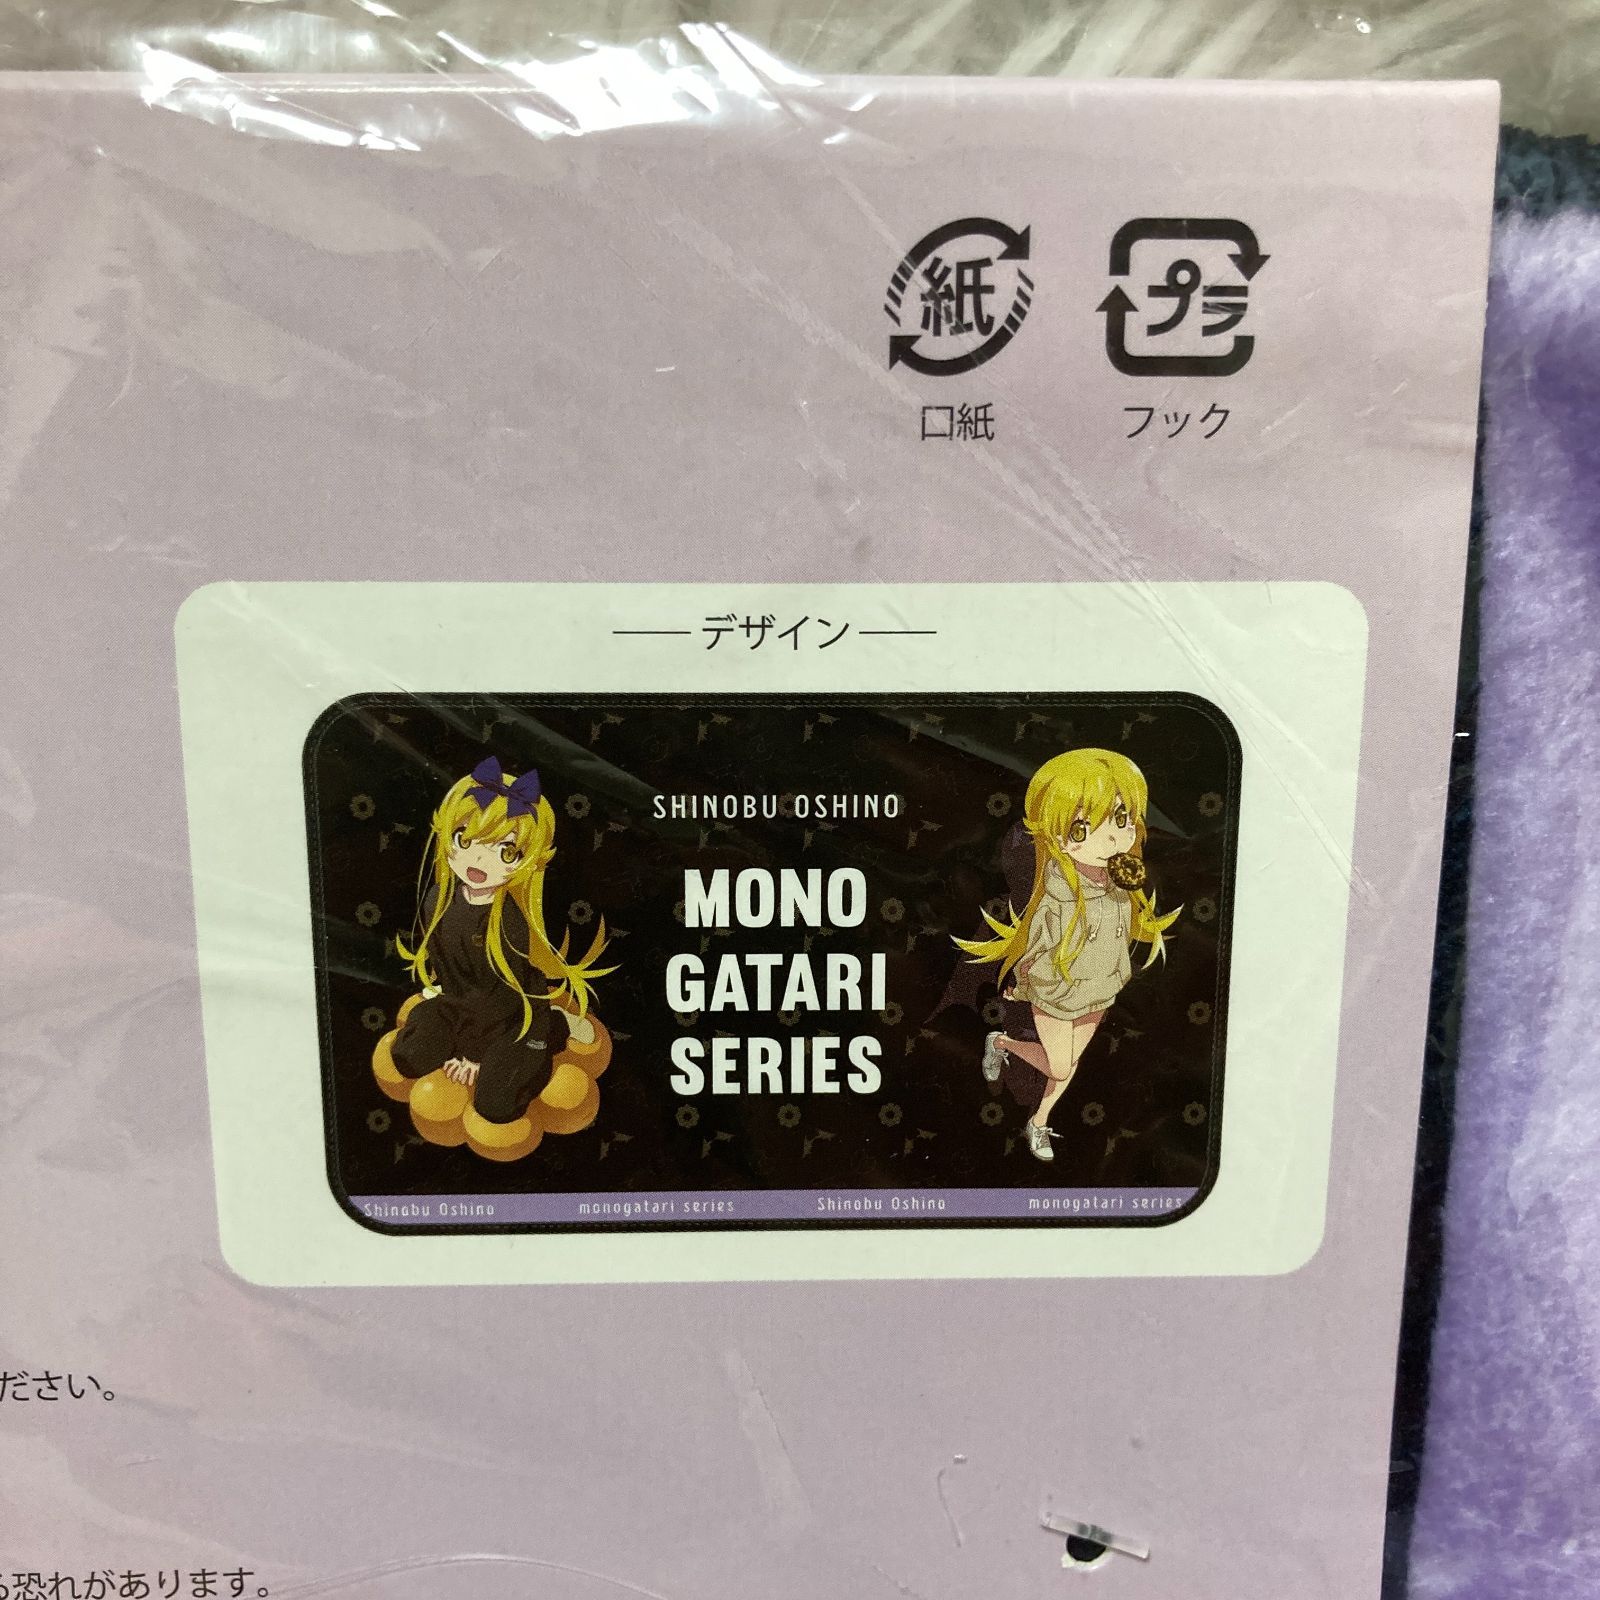 紙
プラ
口紙
フック
デザイン
SHINOBU OSHINO
MONO
GATARI
SERIES
Shinobu Oshino monogatari series Shinobu Oshino monogatari series
ださい。
恐れがあります。